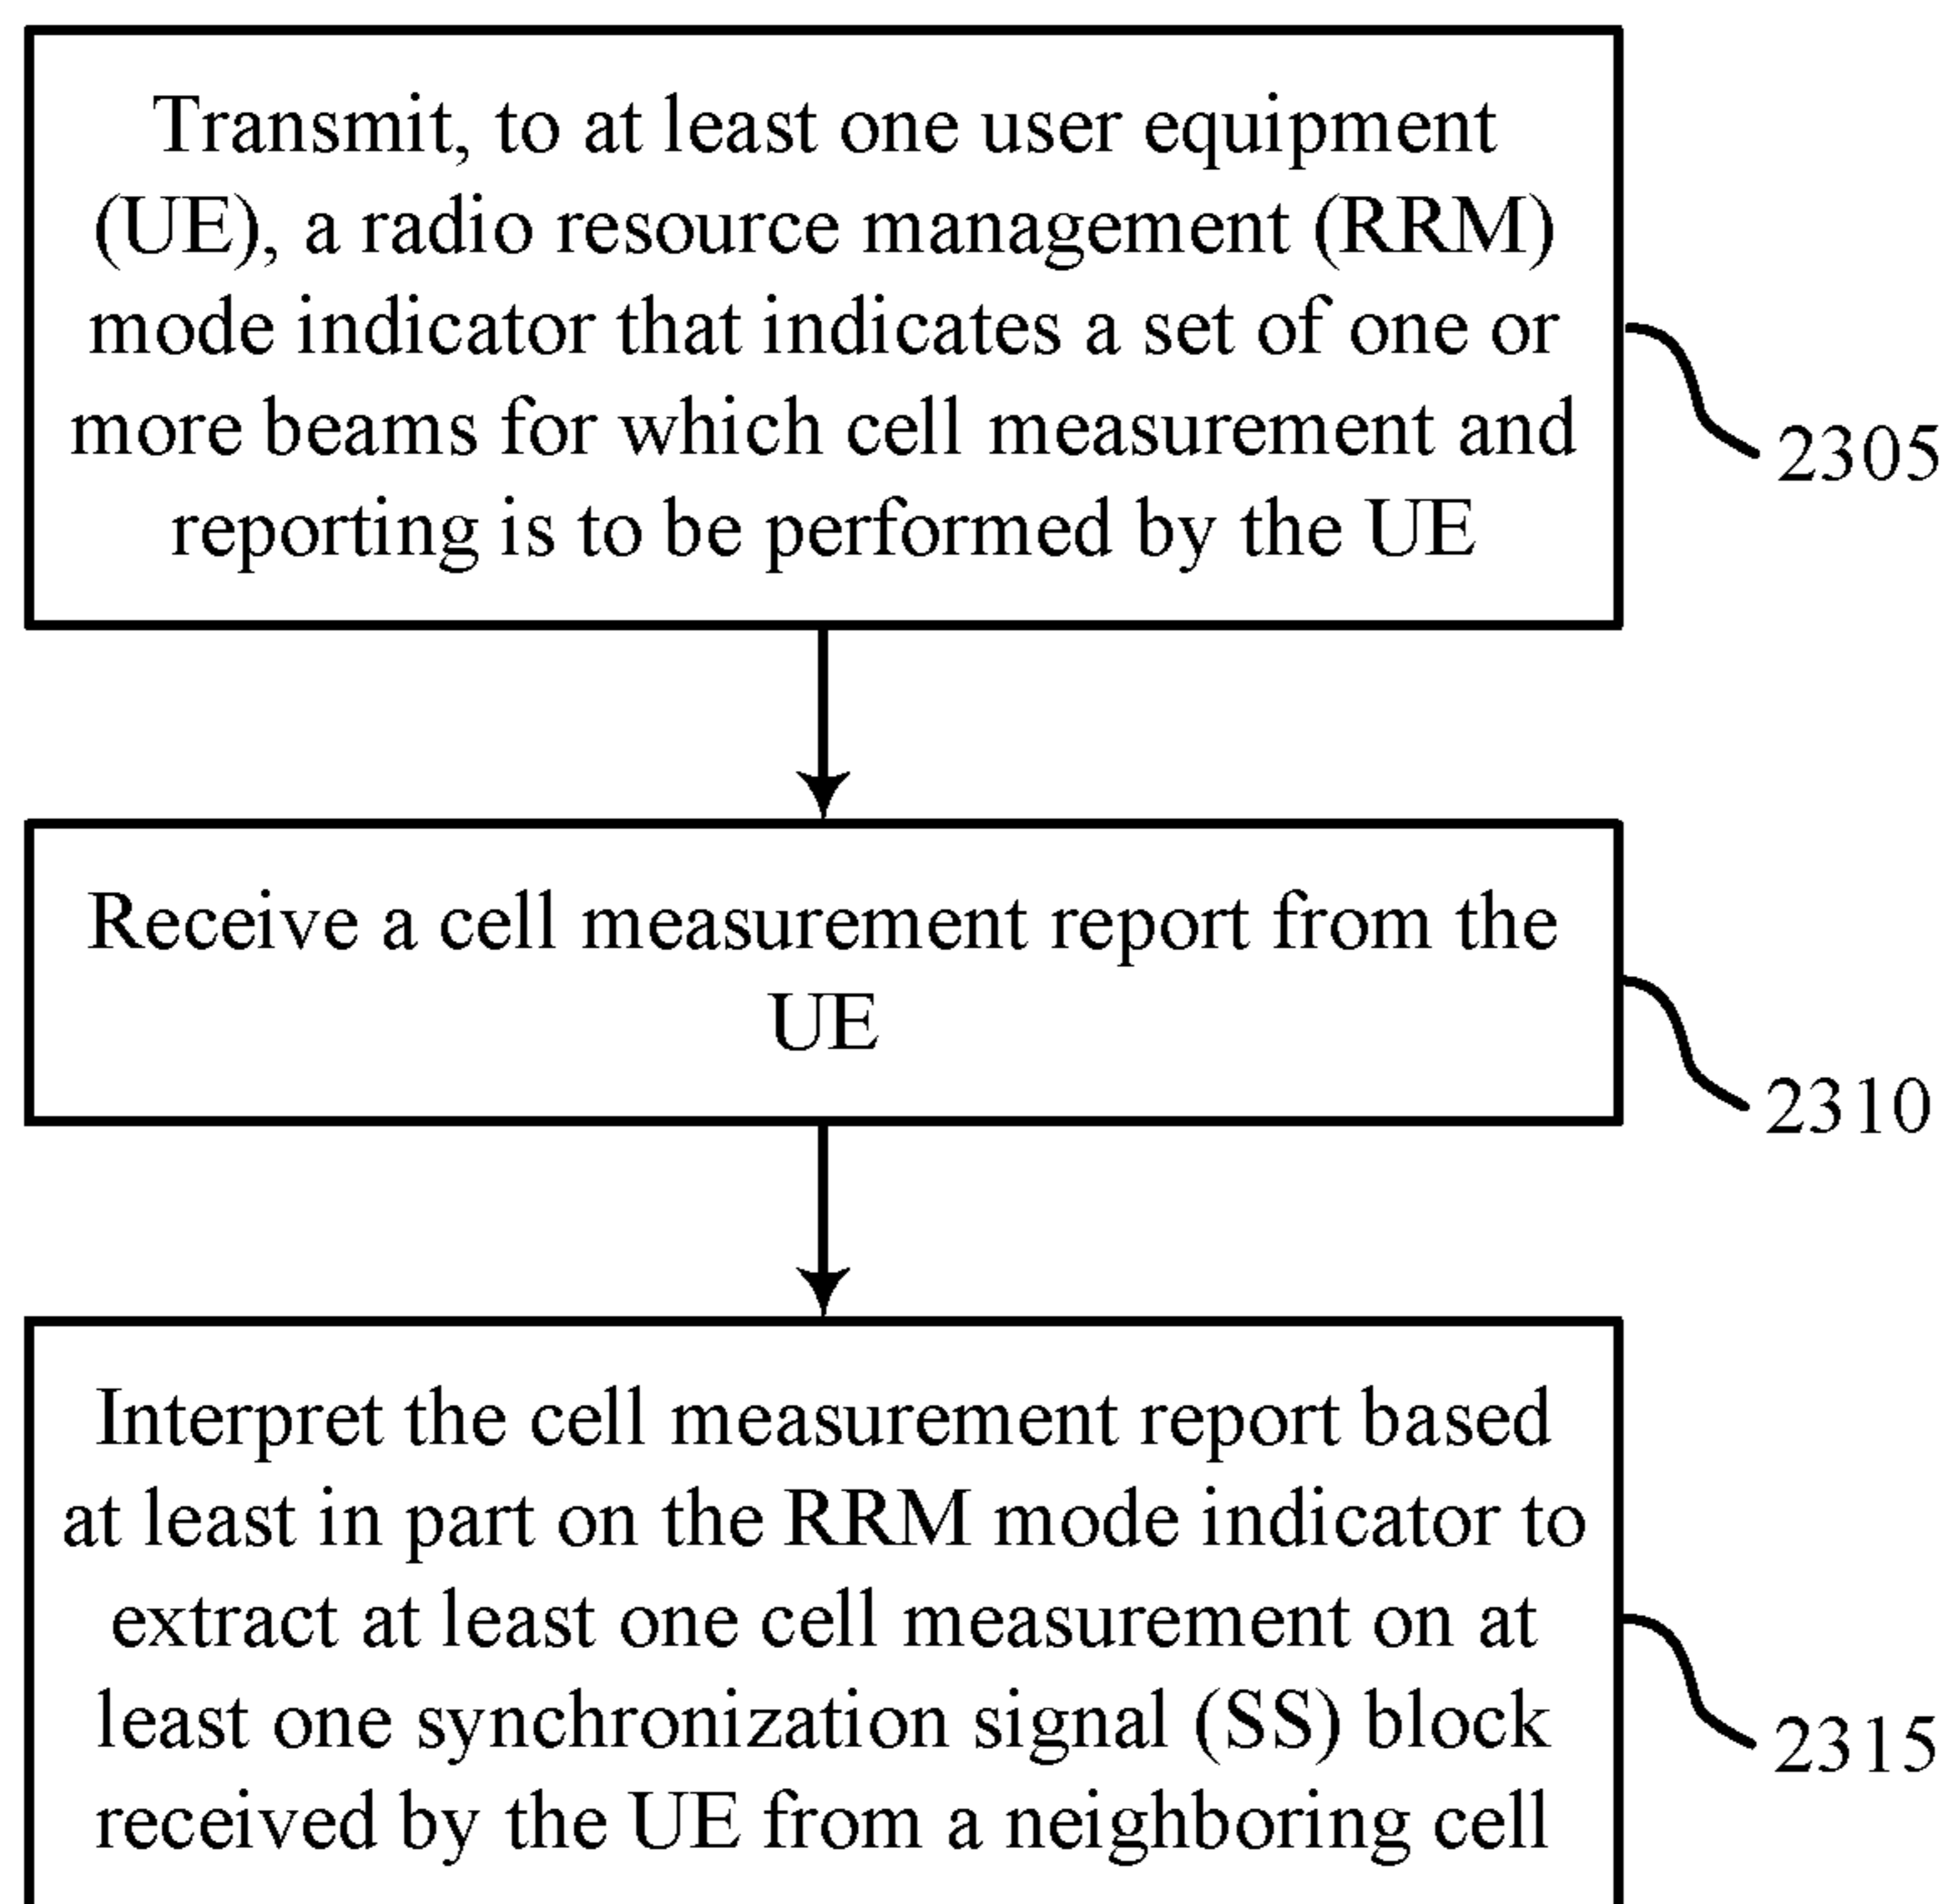 Transmit, to at least one user equipment
(UE), a radio resource management (RRM)
mode indicator that indicates a set of one or
more beams for which cell measurement and
reporting is to be performed by the UE
2305
Receive a cell measurement report from the
UE
2310
Interpret the cell measurement report based
at least in part on the RRM mode indicator to
extract at least one cell measurement on at
least one synchronization signal (SS) block
received by the UE from a neighboring cell
2315